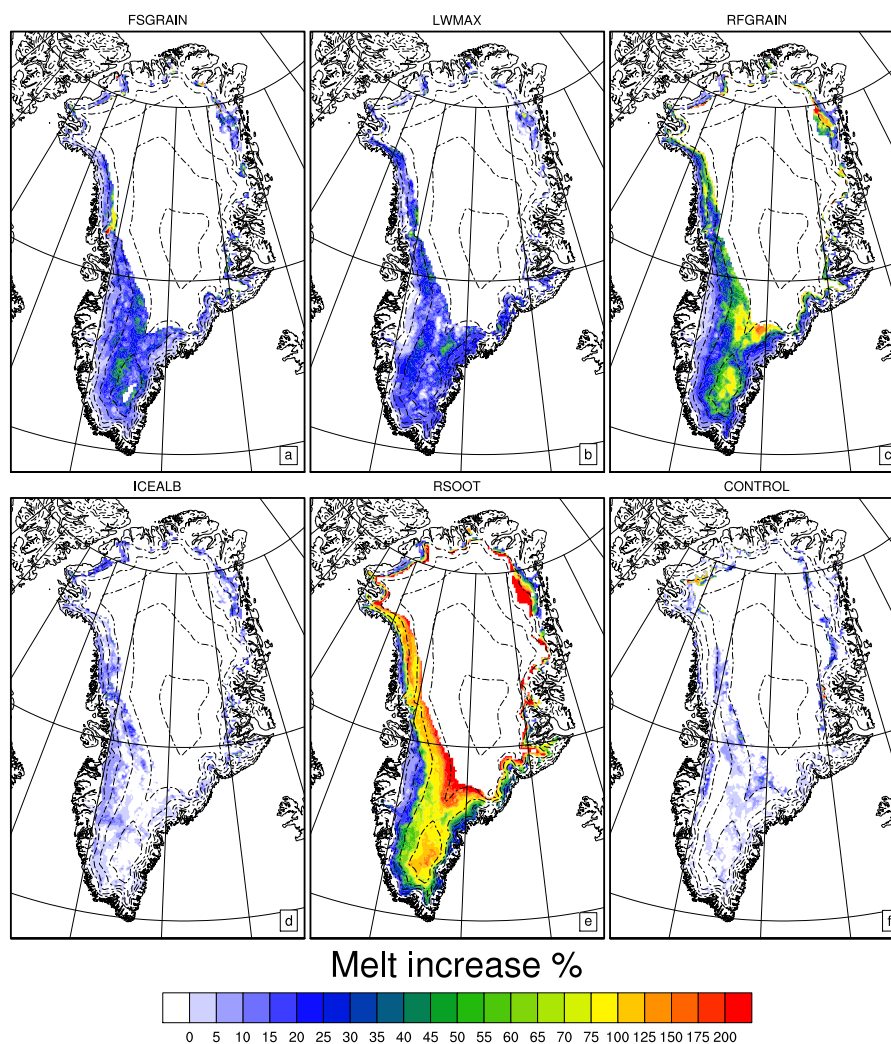 FSGRAIN LWMAX RFGRAIN
a b c
ICEALB RSOOT CONTROL
d e f
Melt increase %
0 5 10 15 20 25 30 35 40 45 50 55 60 65 70 75 100 125 150 175 200